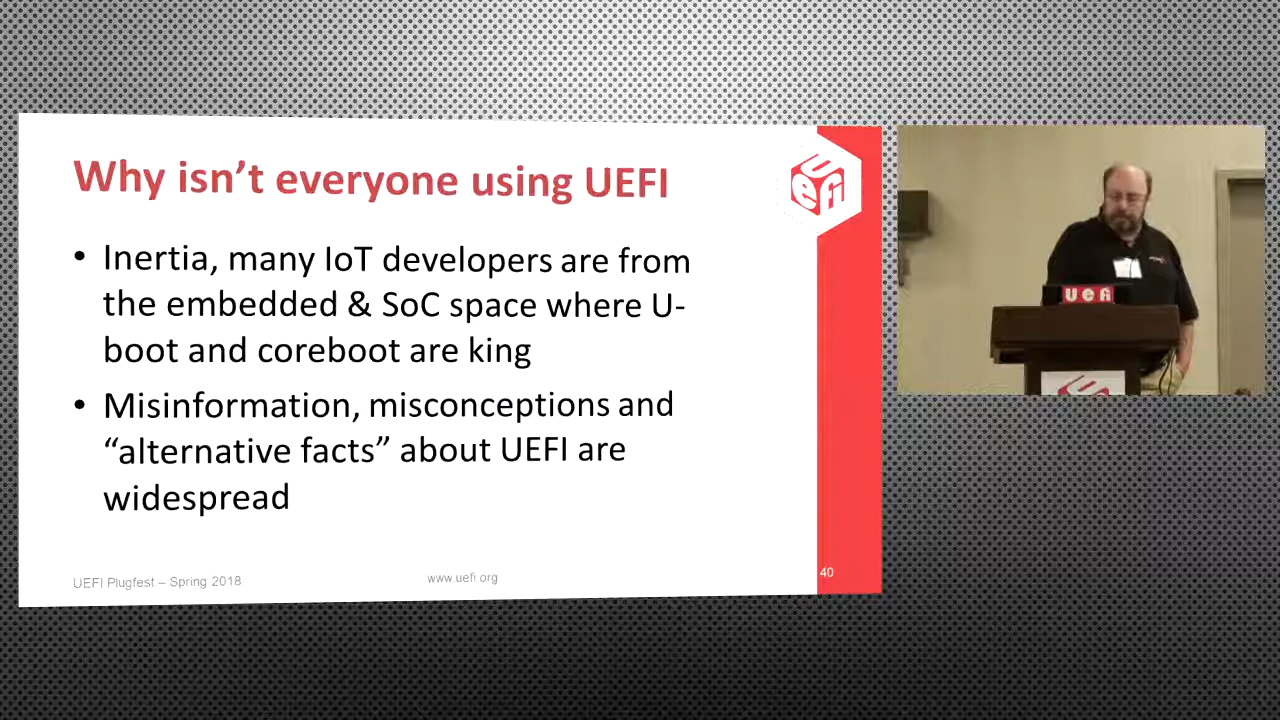 Why isn’t everyone using UEFI
• Inertia, many IoT developers are from
the embedded & SoC space where U-
boot and coreboot are king
• Misinformation, misconceptions and
“alternative facts” about UEFI are
widespread
UEFI Plugfest – Spring 2018
www.uefi.org
40
UEFI
UEFI